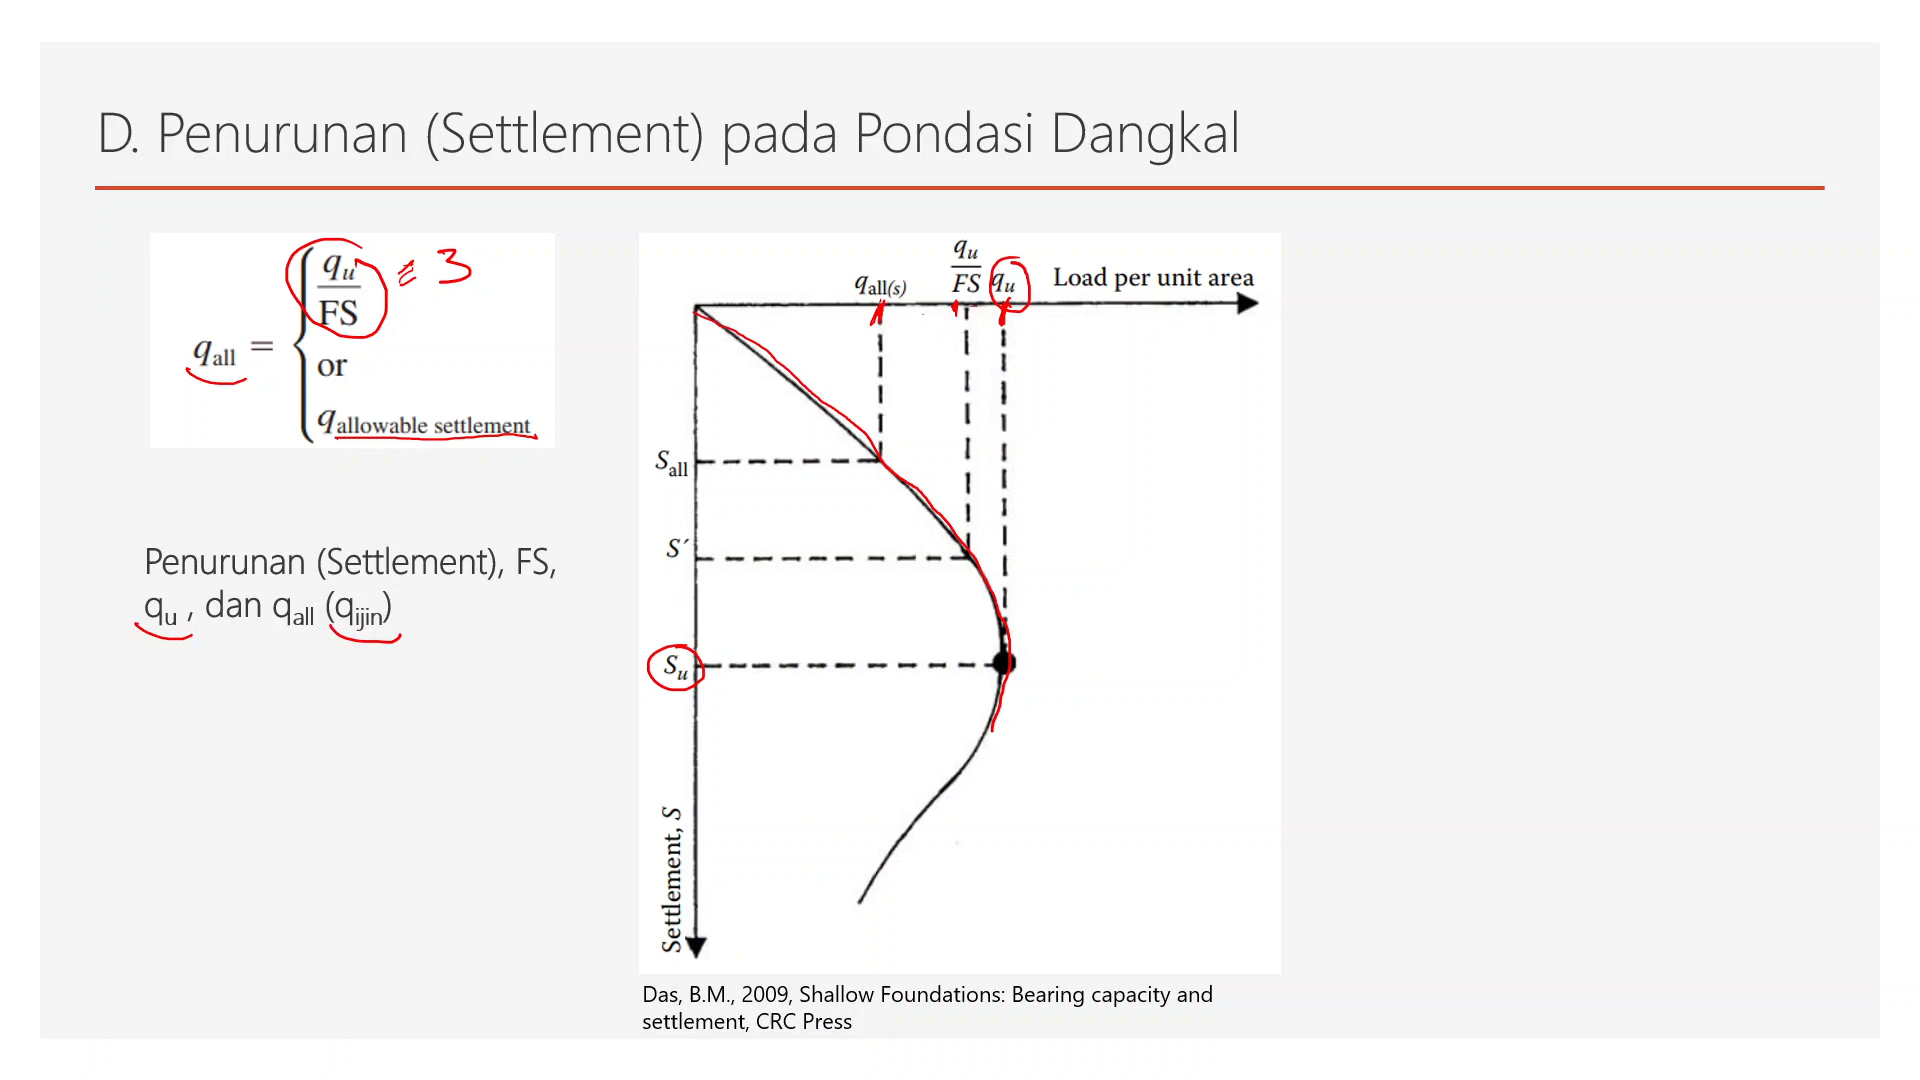 D. Penurunan (Settlement) pada Pondasi Dangkal
q_all = { q_u / FS
3
or
q_allowable settlement
Penurunan (Settlement), FS,
q_u , dan q_all (q_ijin)
q_all(s)
q_u / FS
q_u
Load per unit area
S_all
S′
S_u
Settlement, S
Das, B.M., 2009, Shallow Foundations: Bearing capacity and
settlement, CRC Press